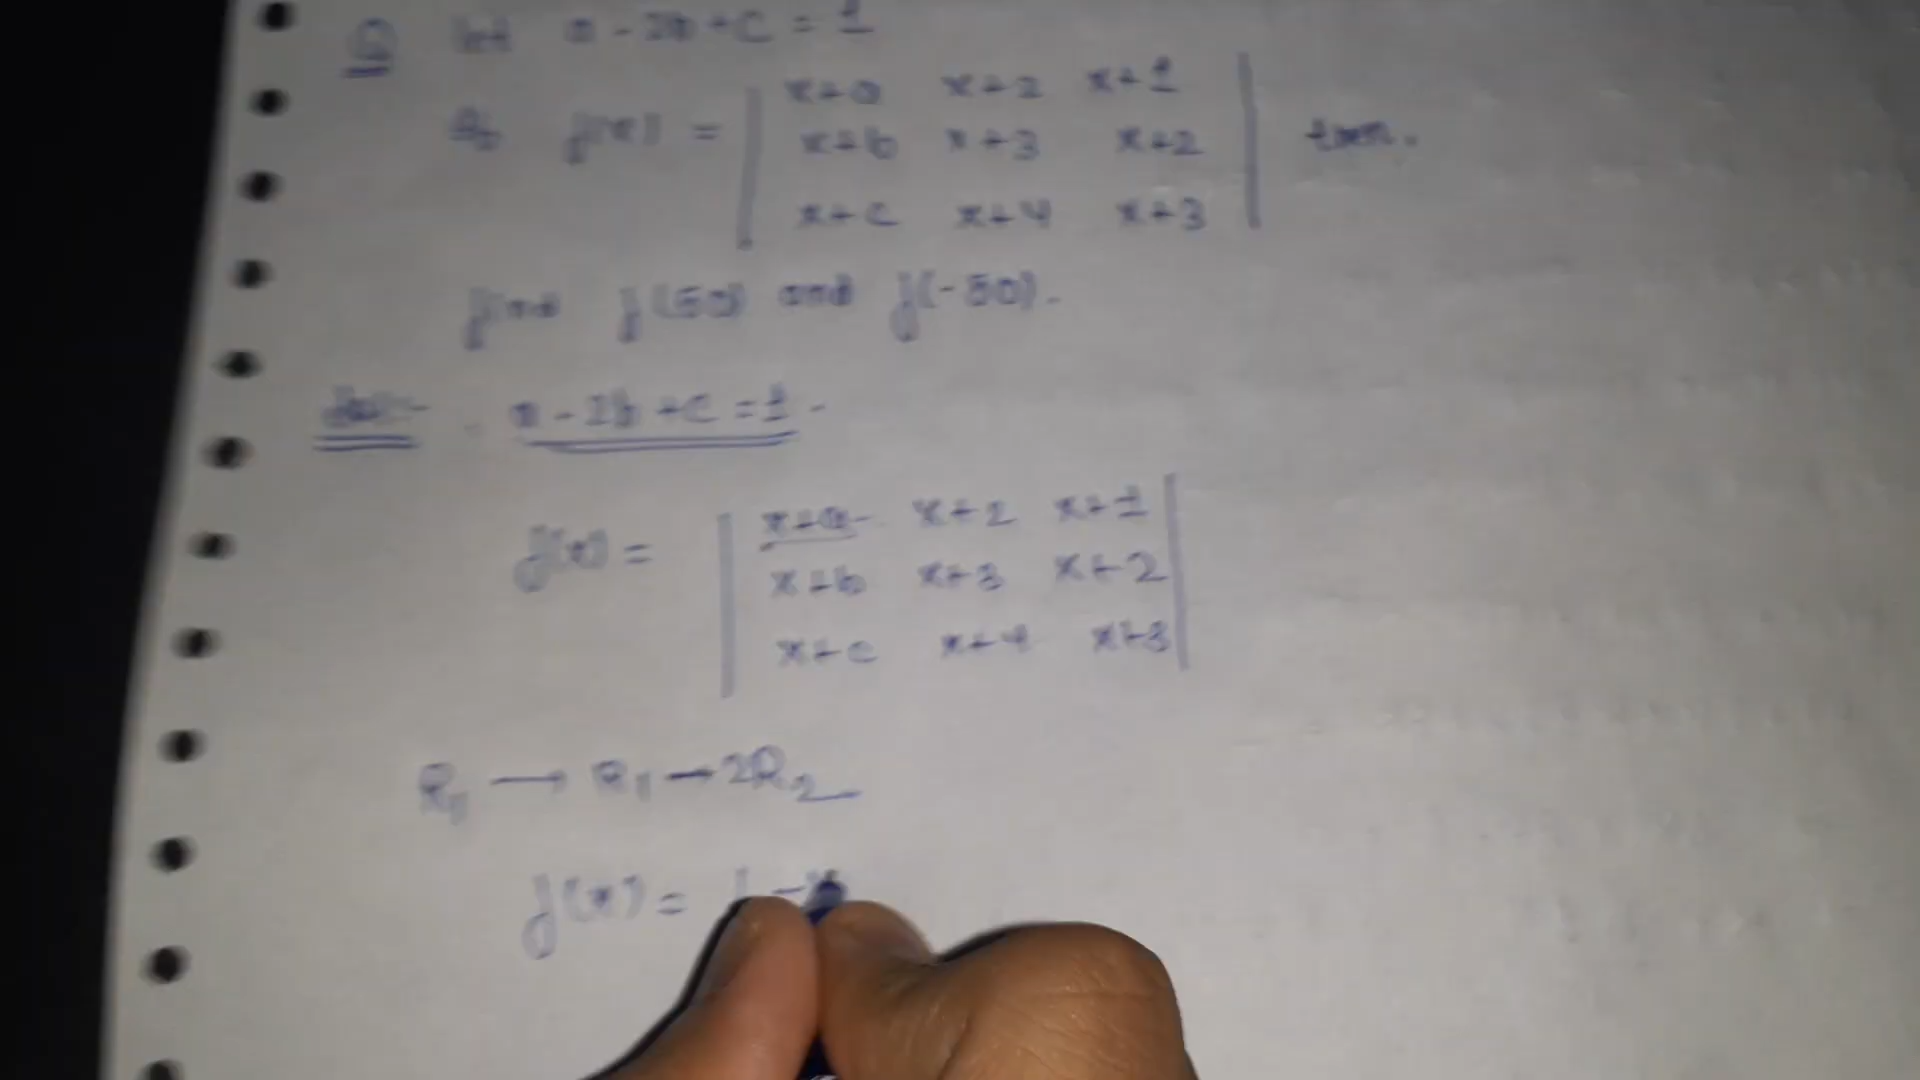 Q let a - 2b + c = 1
If f(x) = | x+a x+2 x+1 | then.
x+b x+3 x+2
x+c x+4 x+3
find f(50) and f(-50).
Sol:- a - 2b + c = 1 -
f(x) = | x+a x+2 x+1 |
x+b x+3 x+2
x+c x+4 x+3
R₁ → R₁ - 2R₂
f(x) = | -x